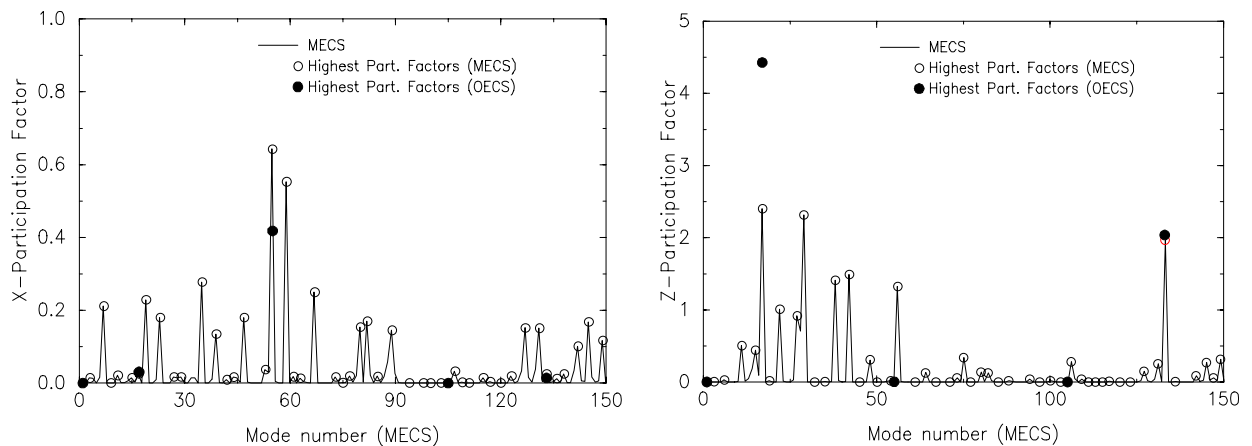 X−Participation Factor
1.0
0.8
0.6
0.4
0.2
0.0
MECS
Highest Part. Factors (MECS)
Highest Part. Factors (OECS)
0
30
60
90
120
150
Mode number (MECS)
Z−Participation Factor
5
4
3
2
1
0
MECS
Highest Part. Factors (MECS)
Highest Part. Factors (OECS)
0
50
100
150
Mode number (MECS)